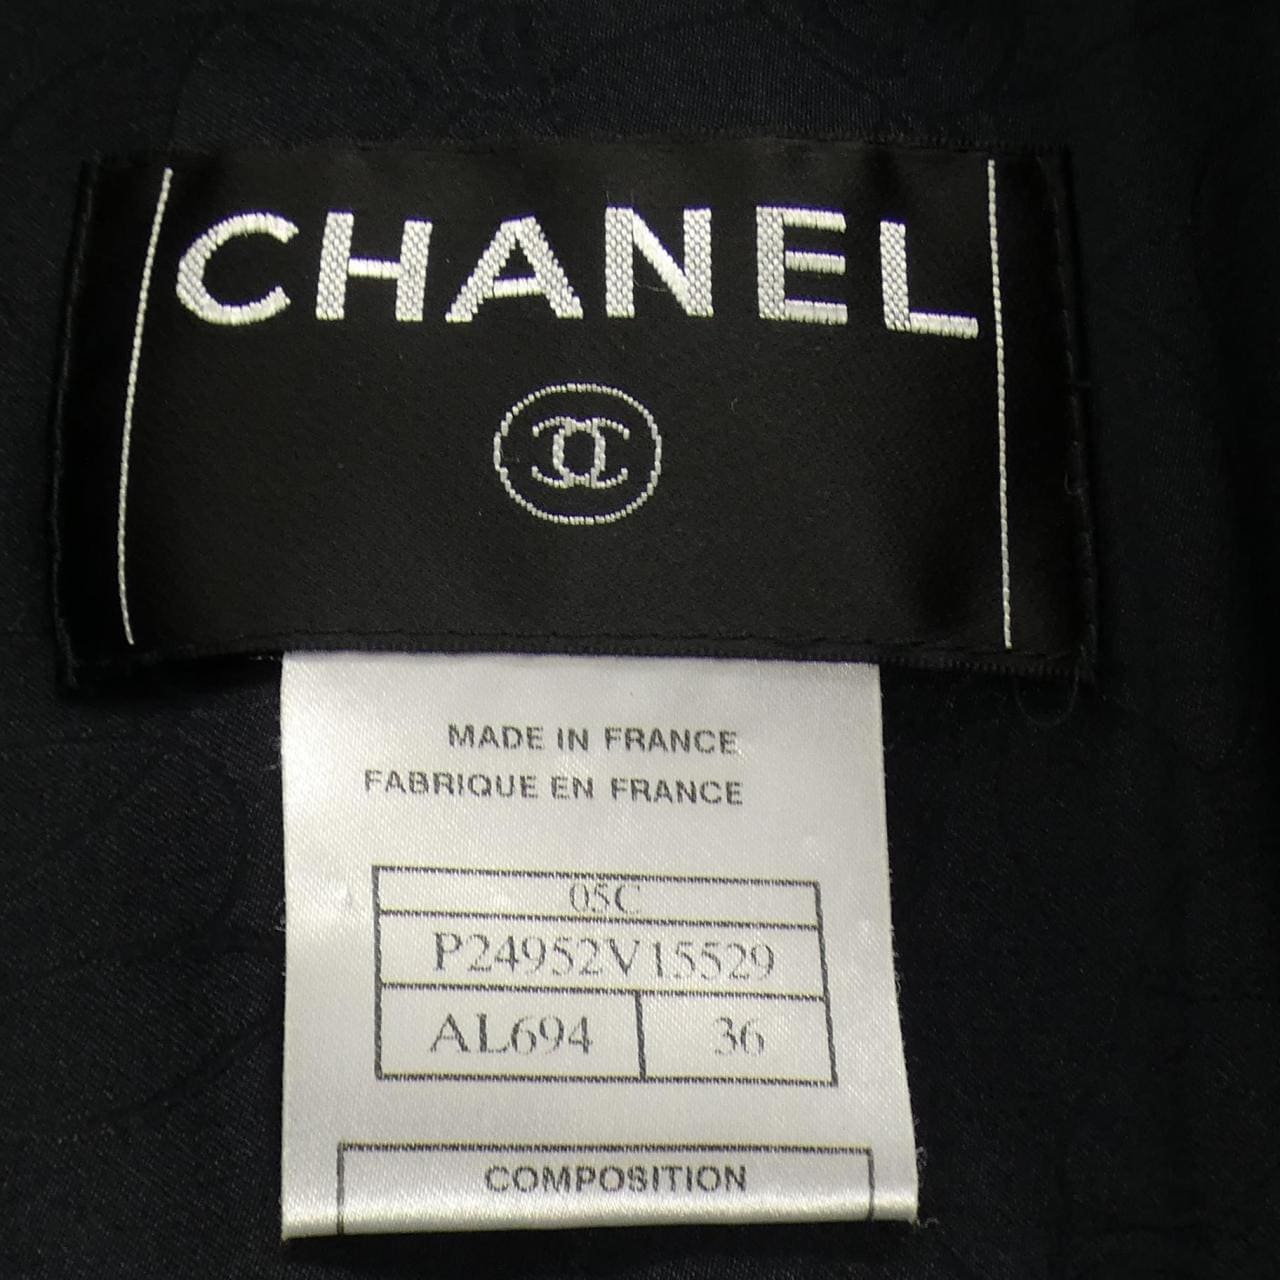 CHANEL
MADE IN FRANCE
FABRIQUE EN FRANCE
05C
P24952V15529
AL694 36
COMPOSITION